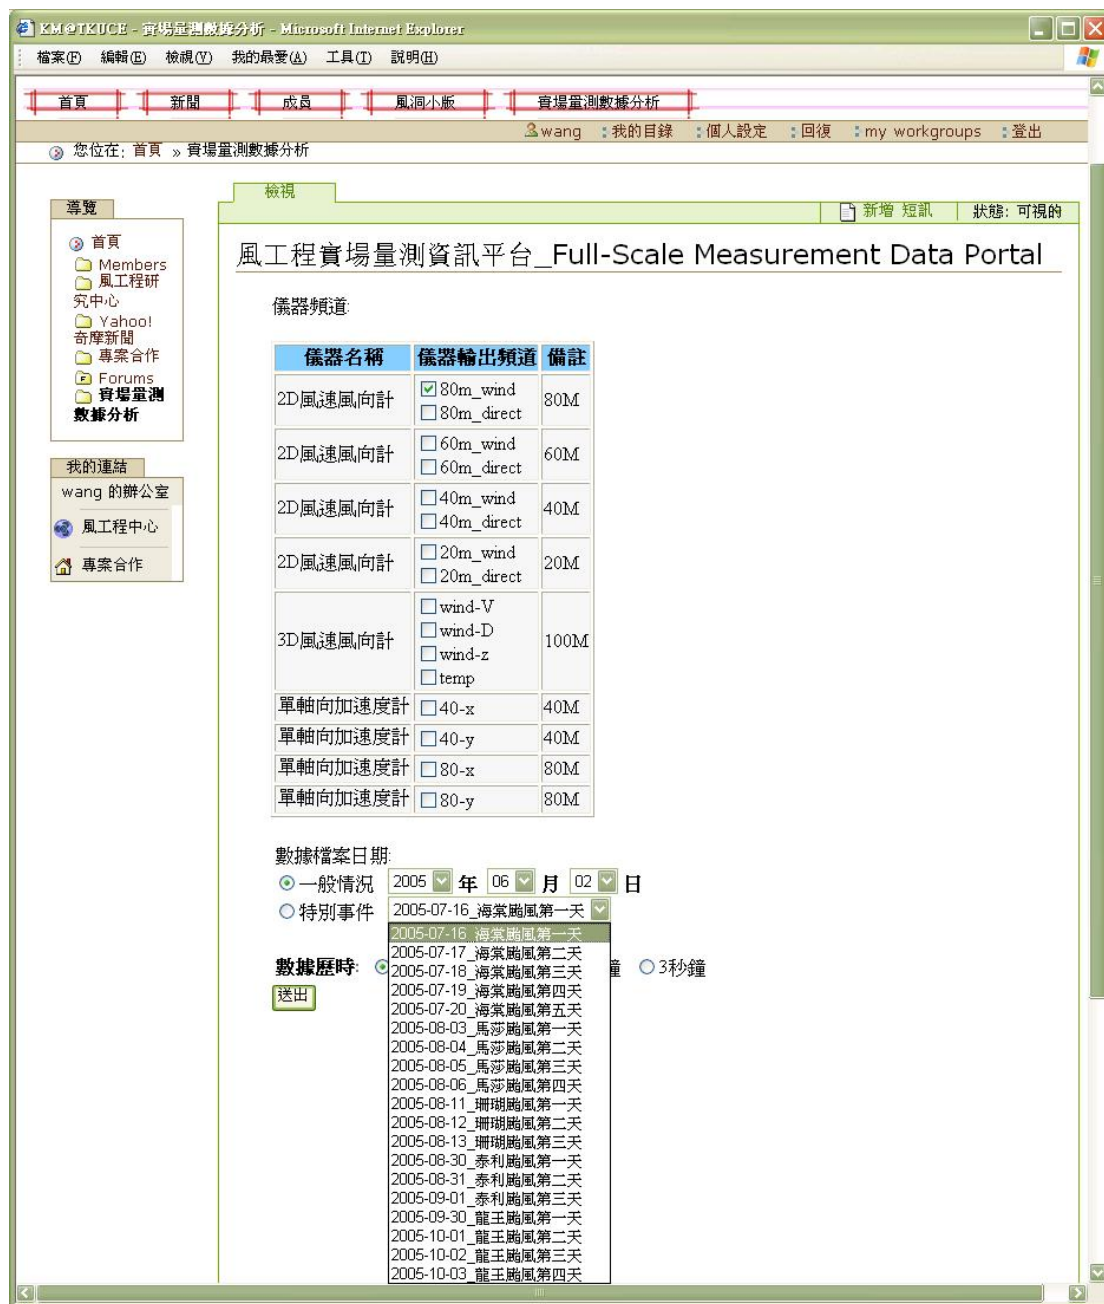 KM@TKUCE - 實場量測數據分析 - Microsoft Internet Explorer
檔案(F) 編輯(E) 檢視(V) 我的最愛(A) 工具(T) 說明(H)
首頁 新聞 成員 風洞小販 實場量測數據分析
wang 我的目錄 個人設定 回復 my workgroups 登出
您位在: 首頁 » 實場量測數據分析
導覽
首頁
Members
風工程研
究中心
Yahoo!
奇摩新聞
專案合作
Forums
實場量測
數據分析
我的連結
wang 的辦公室
風工程中心
專案合作
檢視
新增 短訊 狀態: 可視的
風工程實場量測資訊平台_Full-Scale Measurement Data Portal
儀器頻道:
儀器名稱 儀器輸出頻道 備註
2D風速風向計 80m_wind 80M
80m_direct
2D風速風向計 60m_wind 60M
60m_direct
2D風速風向計 40m_wind 40M
40m_direct
2D風速風向計 20m_wind 20M
20m_direct
3D風速風向計 wind-V 100M
wind-D
wind-z
temp
單軸向加速度計 40-x 40M
單軸向加速度計 40-y 40M
單軸向加速度計 80-x 80M
單軸向加速度計 80-y 80M
數據檔案日期:
一般情況 2005 年 06 月 02 日
特別事件 2005-07-16_海棠颱風第一天
2005-07-16_海棠颱風第一天
2005-07-17_海棠颱風第二天
2005-07-18_海棠颱風第三天
2005-07-19_海棠颱風第四天
2005-07-20_海棠颱風第五天
2005-08-03_馬莎颱風第一天
2005-08-04_馬莎颱風第二天
2005-08-05_馬莎颱風第三天
2005-08-06_馬莎颱風第四天
2005-08-11_珊瑚颱風第一天
2005-08-12_珊瑚颱風第二天
2005-08-13_珊瑚颱風第三天
2005-08-30_泰利颱風第一天
2005-08-31_泰利颱風第二天
2005-09-01_泰利颱風第三天
2005-09-30_龍王颱風第一天
2005-10-01_龍王颱風第二天
2005-10-02_龍王颱風第三天
2005-10-03_龍王颱風第四天
數據歷時: 鐘 3秒鐘
送出